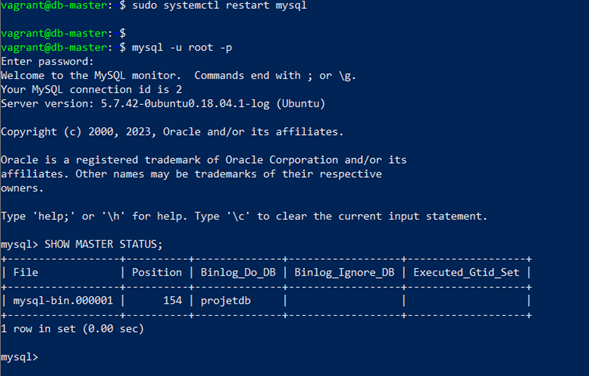 vagrant@db-master: $ sudo systemctl restart mysql
vagrant@db-master: $
vagrant@db-master: $ mysql -u root -p
Enter password:
Welcome to the MySQL monitor.  Commands end with ; or \g.
Your MySQL connection id is 2
Server version: 5.7.42-0ubuntu0.18.04.1-log (Ubuntu)
Copyright (c) 2000, 2023, Oracle and/or its affiliates.
Oracle is a registered trademark of Oracle Corporation and/or its
affiliates. Other names may be trademarks of their respective
owners.
Type 'help;' or '\h' for help. Type '\c' to clear the current input statement.
mysql> SHOW MASTER STATUS;
+------------------+----------+--------------+------------------+-------------------+
| File             | Position | Binlog_Do_DB | Binlog_Ignore_DB | Executed_Gtid_Set |
+------------------+----------+--------------+------------------+-------------------+
| mysql-bin.000001 |      154 | projetdb     |                  |                   |
+------------------+----------+--------------+------------------+-------------------+
1 row in set (0.00 sec)
mysql>